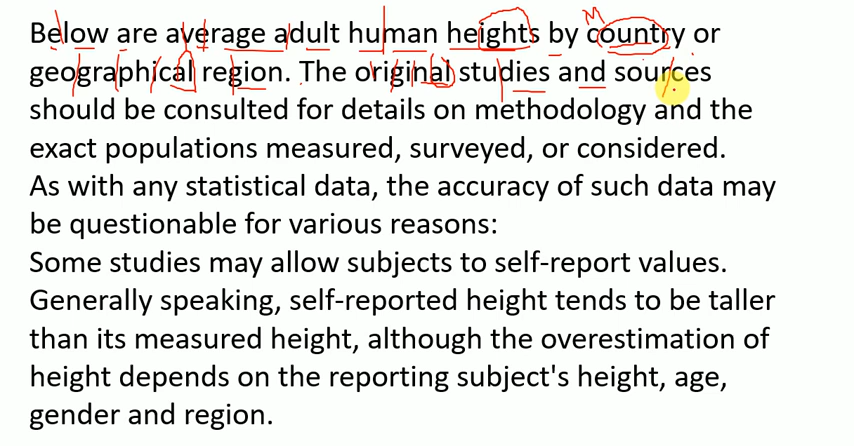 Below are average adult human heights by country or
geographical region. The original studies and sources
should be consulted for details on methodology and the
exact populations measured, surveyed, or considered.
As with any statistical data, the accuracy of such data may
be questionable for various reasons:
Some studies may allow subjects to self-report values.
Generally speaking, self-reported height tends to be taller
than its measured height, although the overestimation of
height depends on the reporting subject's height, age,
gender and region.